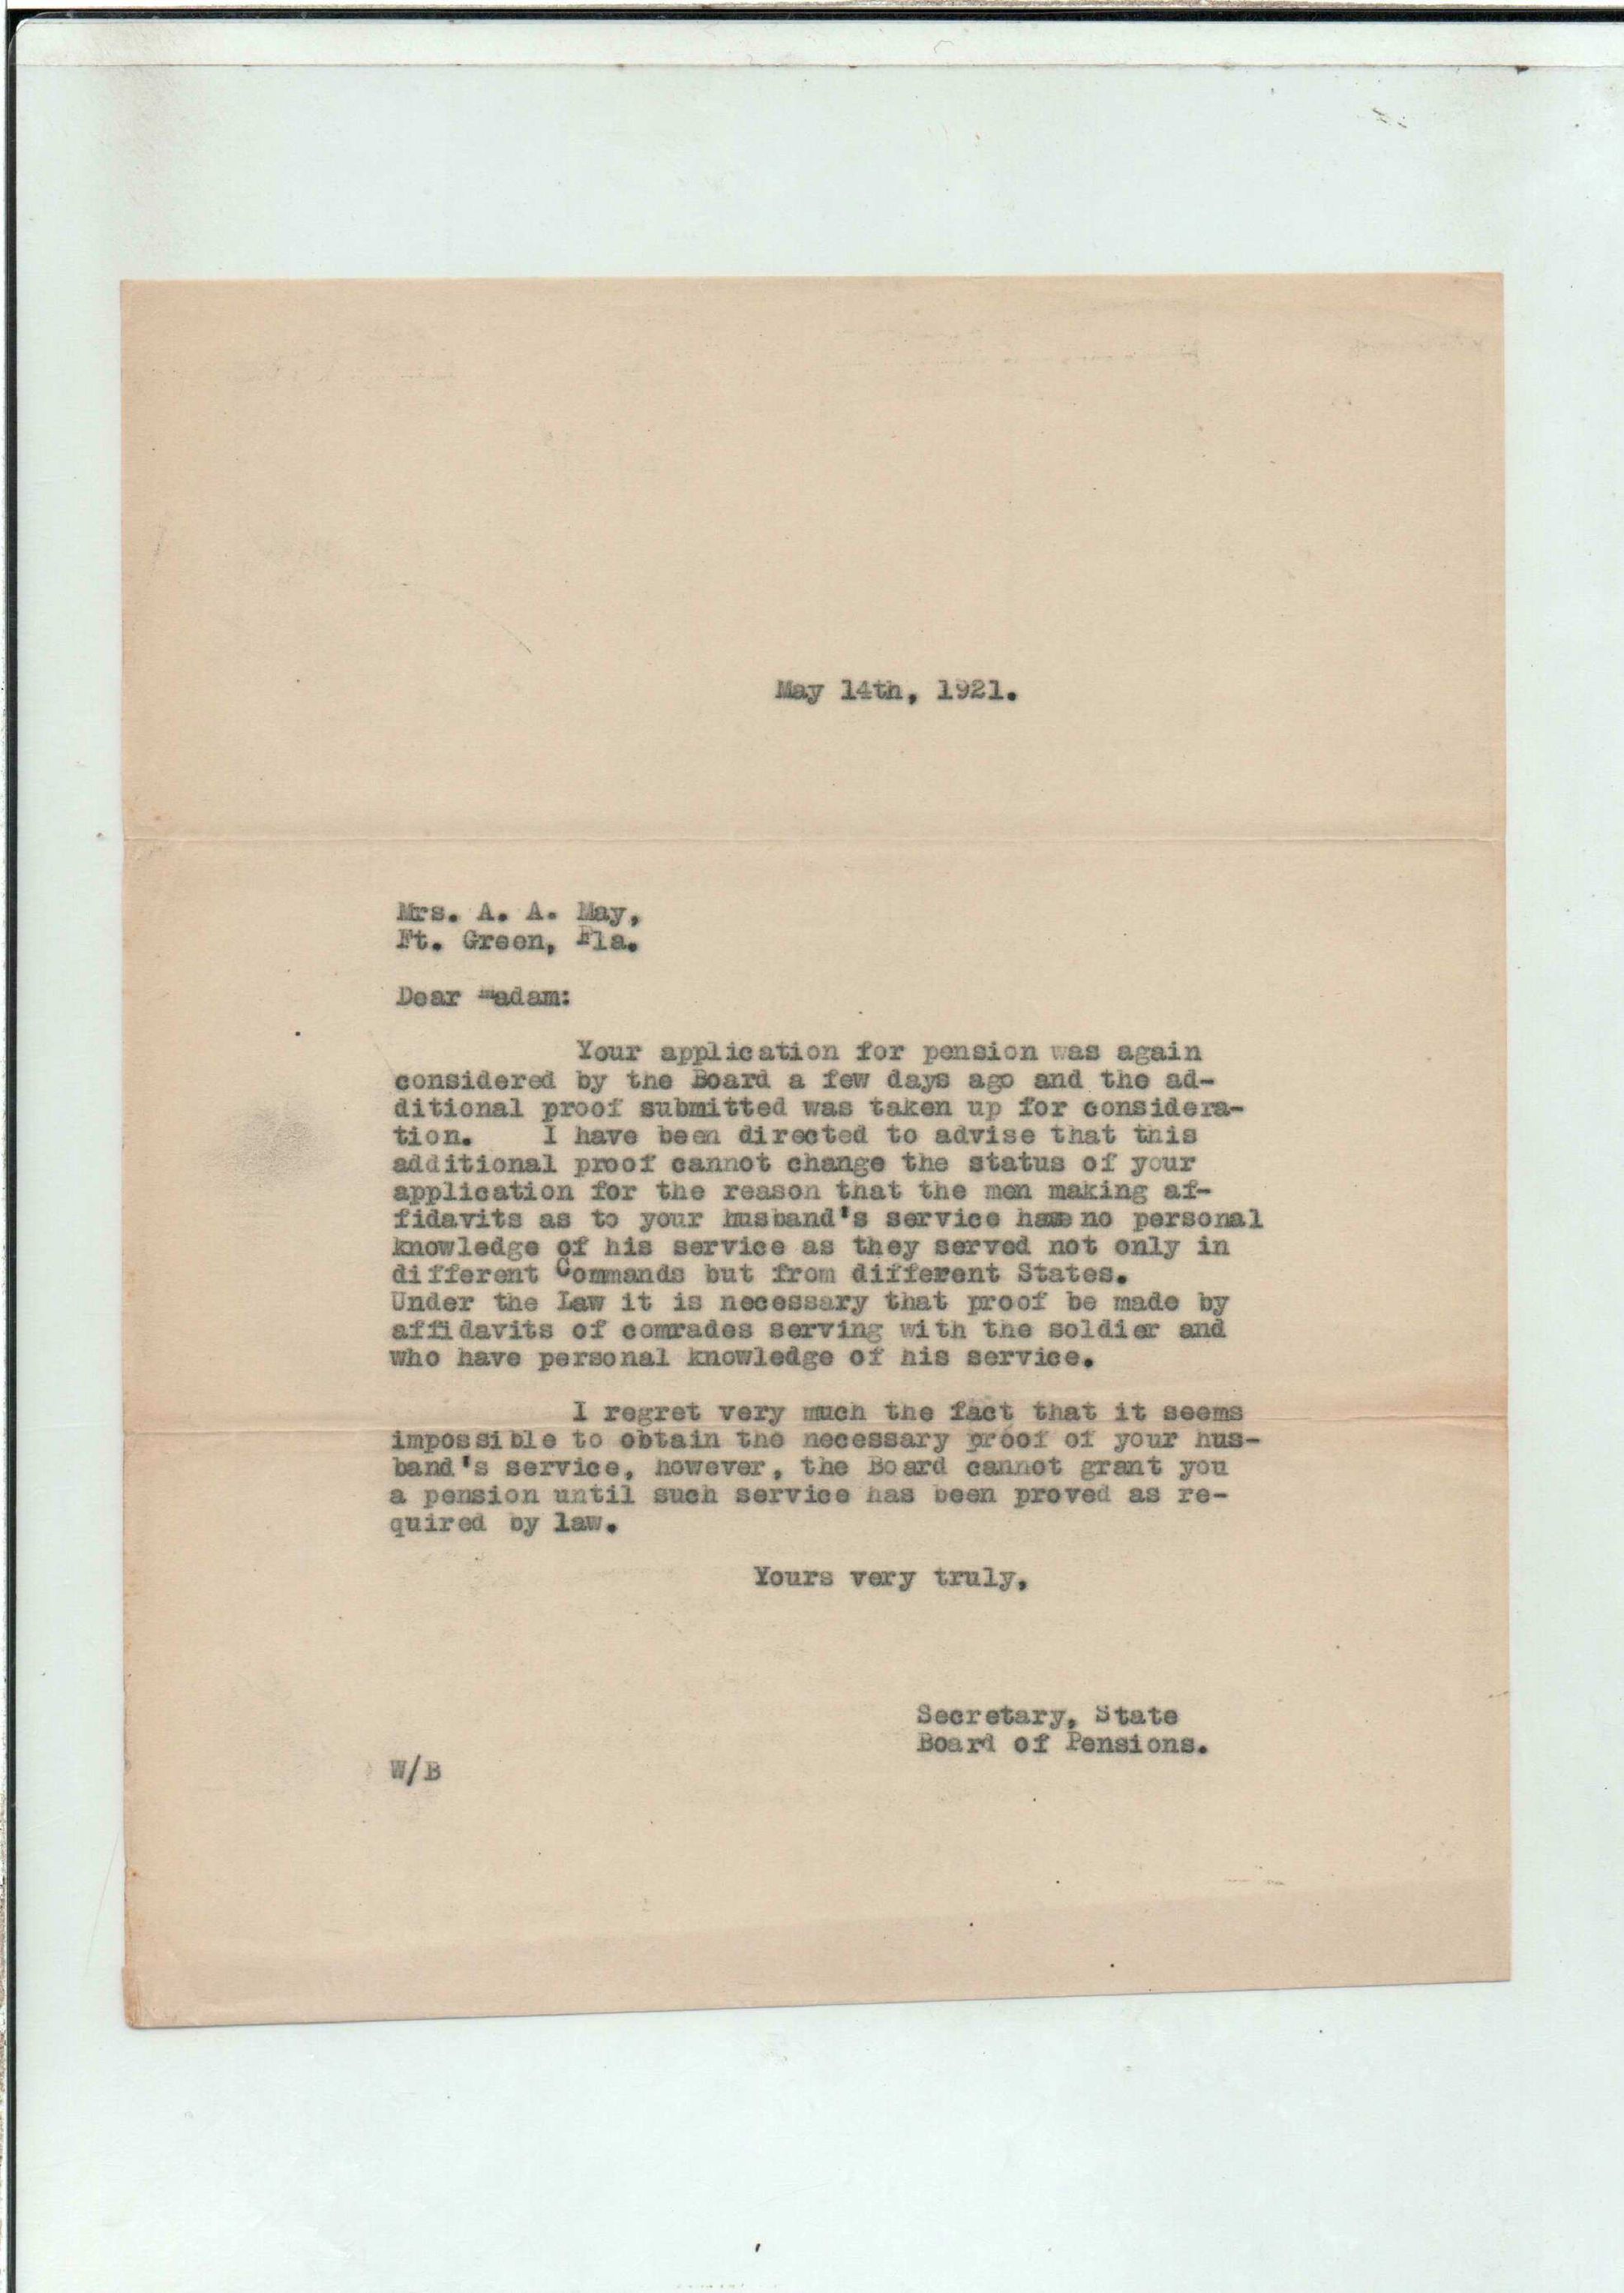 May 14th, 1921.
Mrs. A. A. May,
Ft. Green, Fla.
Dear Madam:
Your application for pension was again
considered by the Board a few days ago and the ad-
ditional proof submitted was taken up for considera-
tion. I have been directed to advise that this
additional proof cannot change the status of your
application for the reason that the men making af-
fidavits as to your husband's service have no personal
knowledge of his service as they served not only in
different Commands but from different States.
Under the Law it is necessary that proof be made by
affidavits of comrades serving with the soldier and
who have personal knowledge of his service.
I regret very much the fact that it seems
impossible to obtain the necessary proof of your hus-
band's service, however, the Board cannot grant you
a pension until such service has been proved as re-
quired by law.
Yours very truly,
Secretary, State
Board of Pensions.
W/B